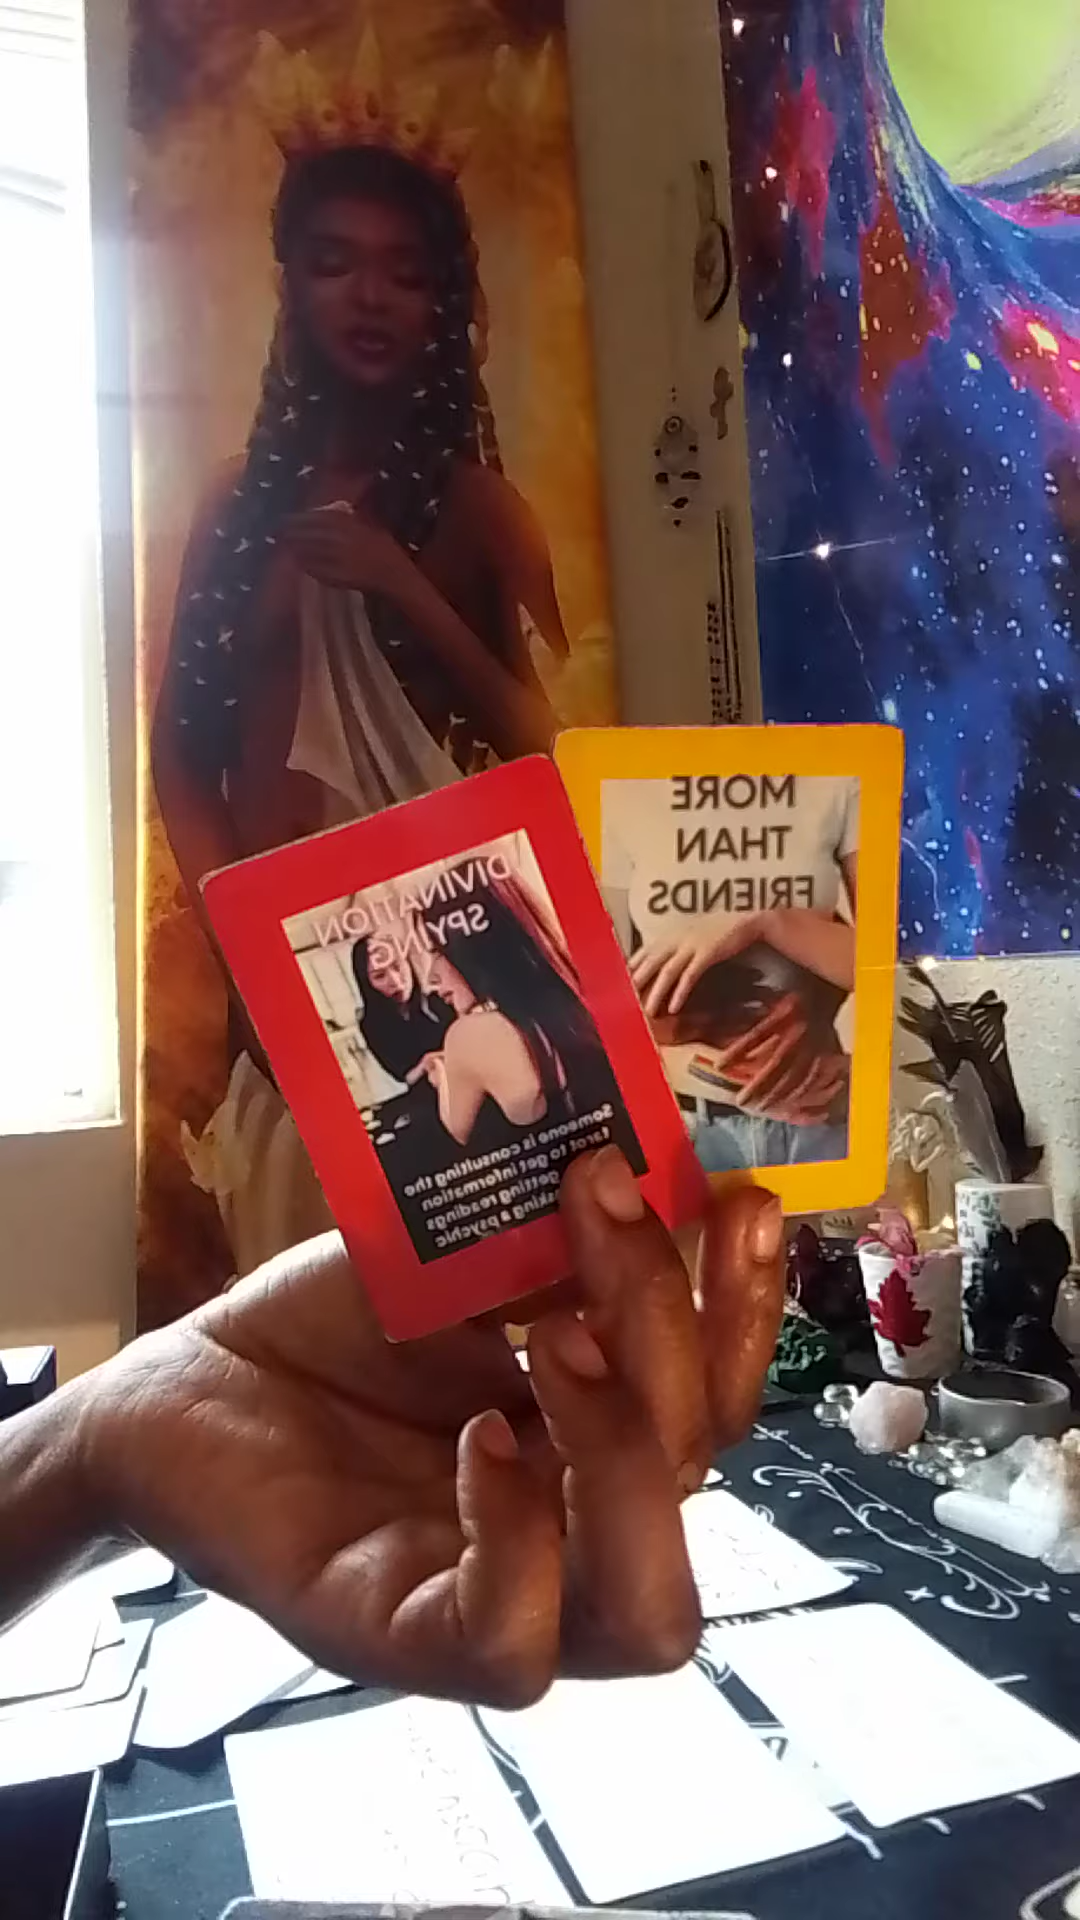 DIVINATION
SPYING
Someone is consulting the
tarot to get information
getting readings
asking a psychic
MORE
THAN
FRIENDS